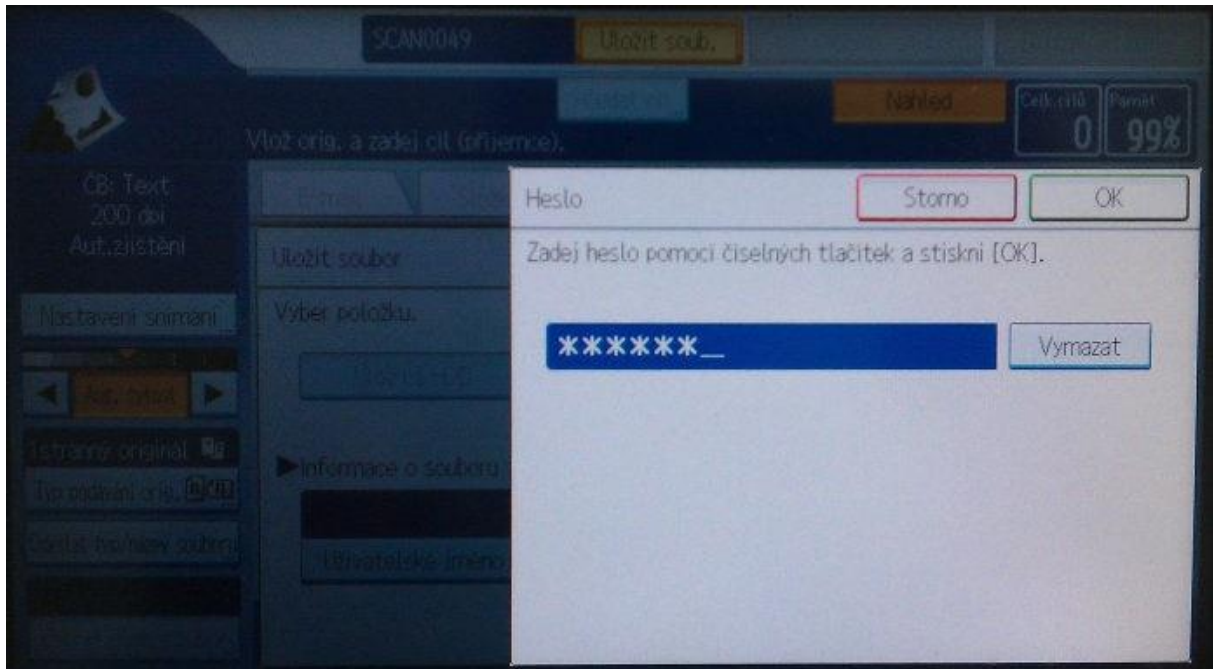 SCAN0049
Uložit soub.
Náhled
Celk.cílů
0
Paměť
99%
Vlož orig. a zadej cíl (příjemce).
ČB: Text
200 dpi
Aut.zjištění
Nastavení snímání
1stranný originál
Typ podávání orig.
Uložit soubor
Vyber položku.
Informace o souboru
Uživatelské jméno
Heslo
Storno
OK
Zadej heslo pomocí číselných tlačítek a stiskni [OK].
******_
Vymazat